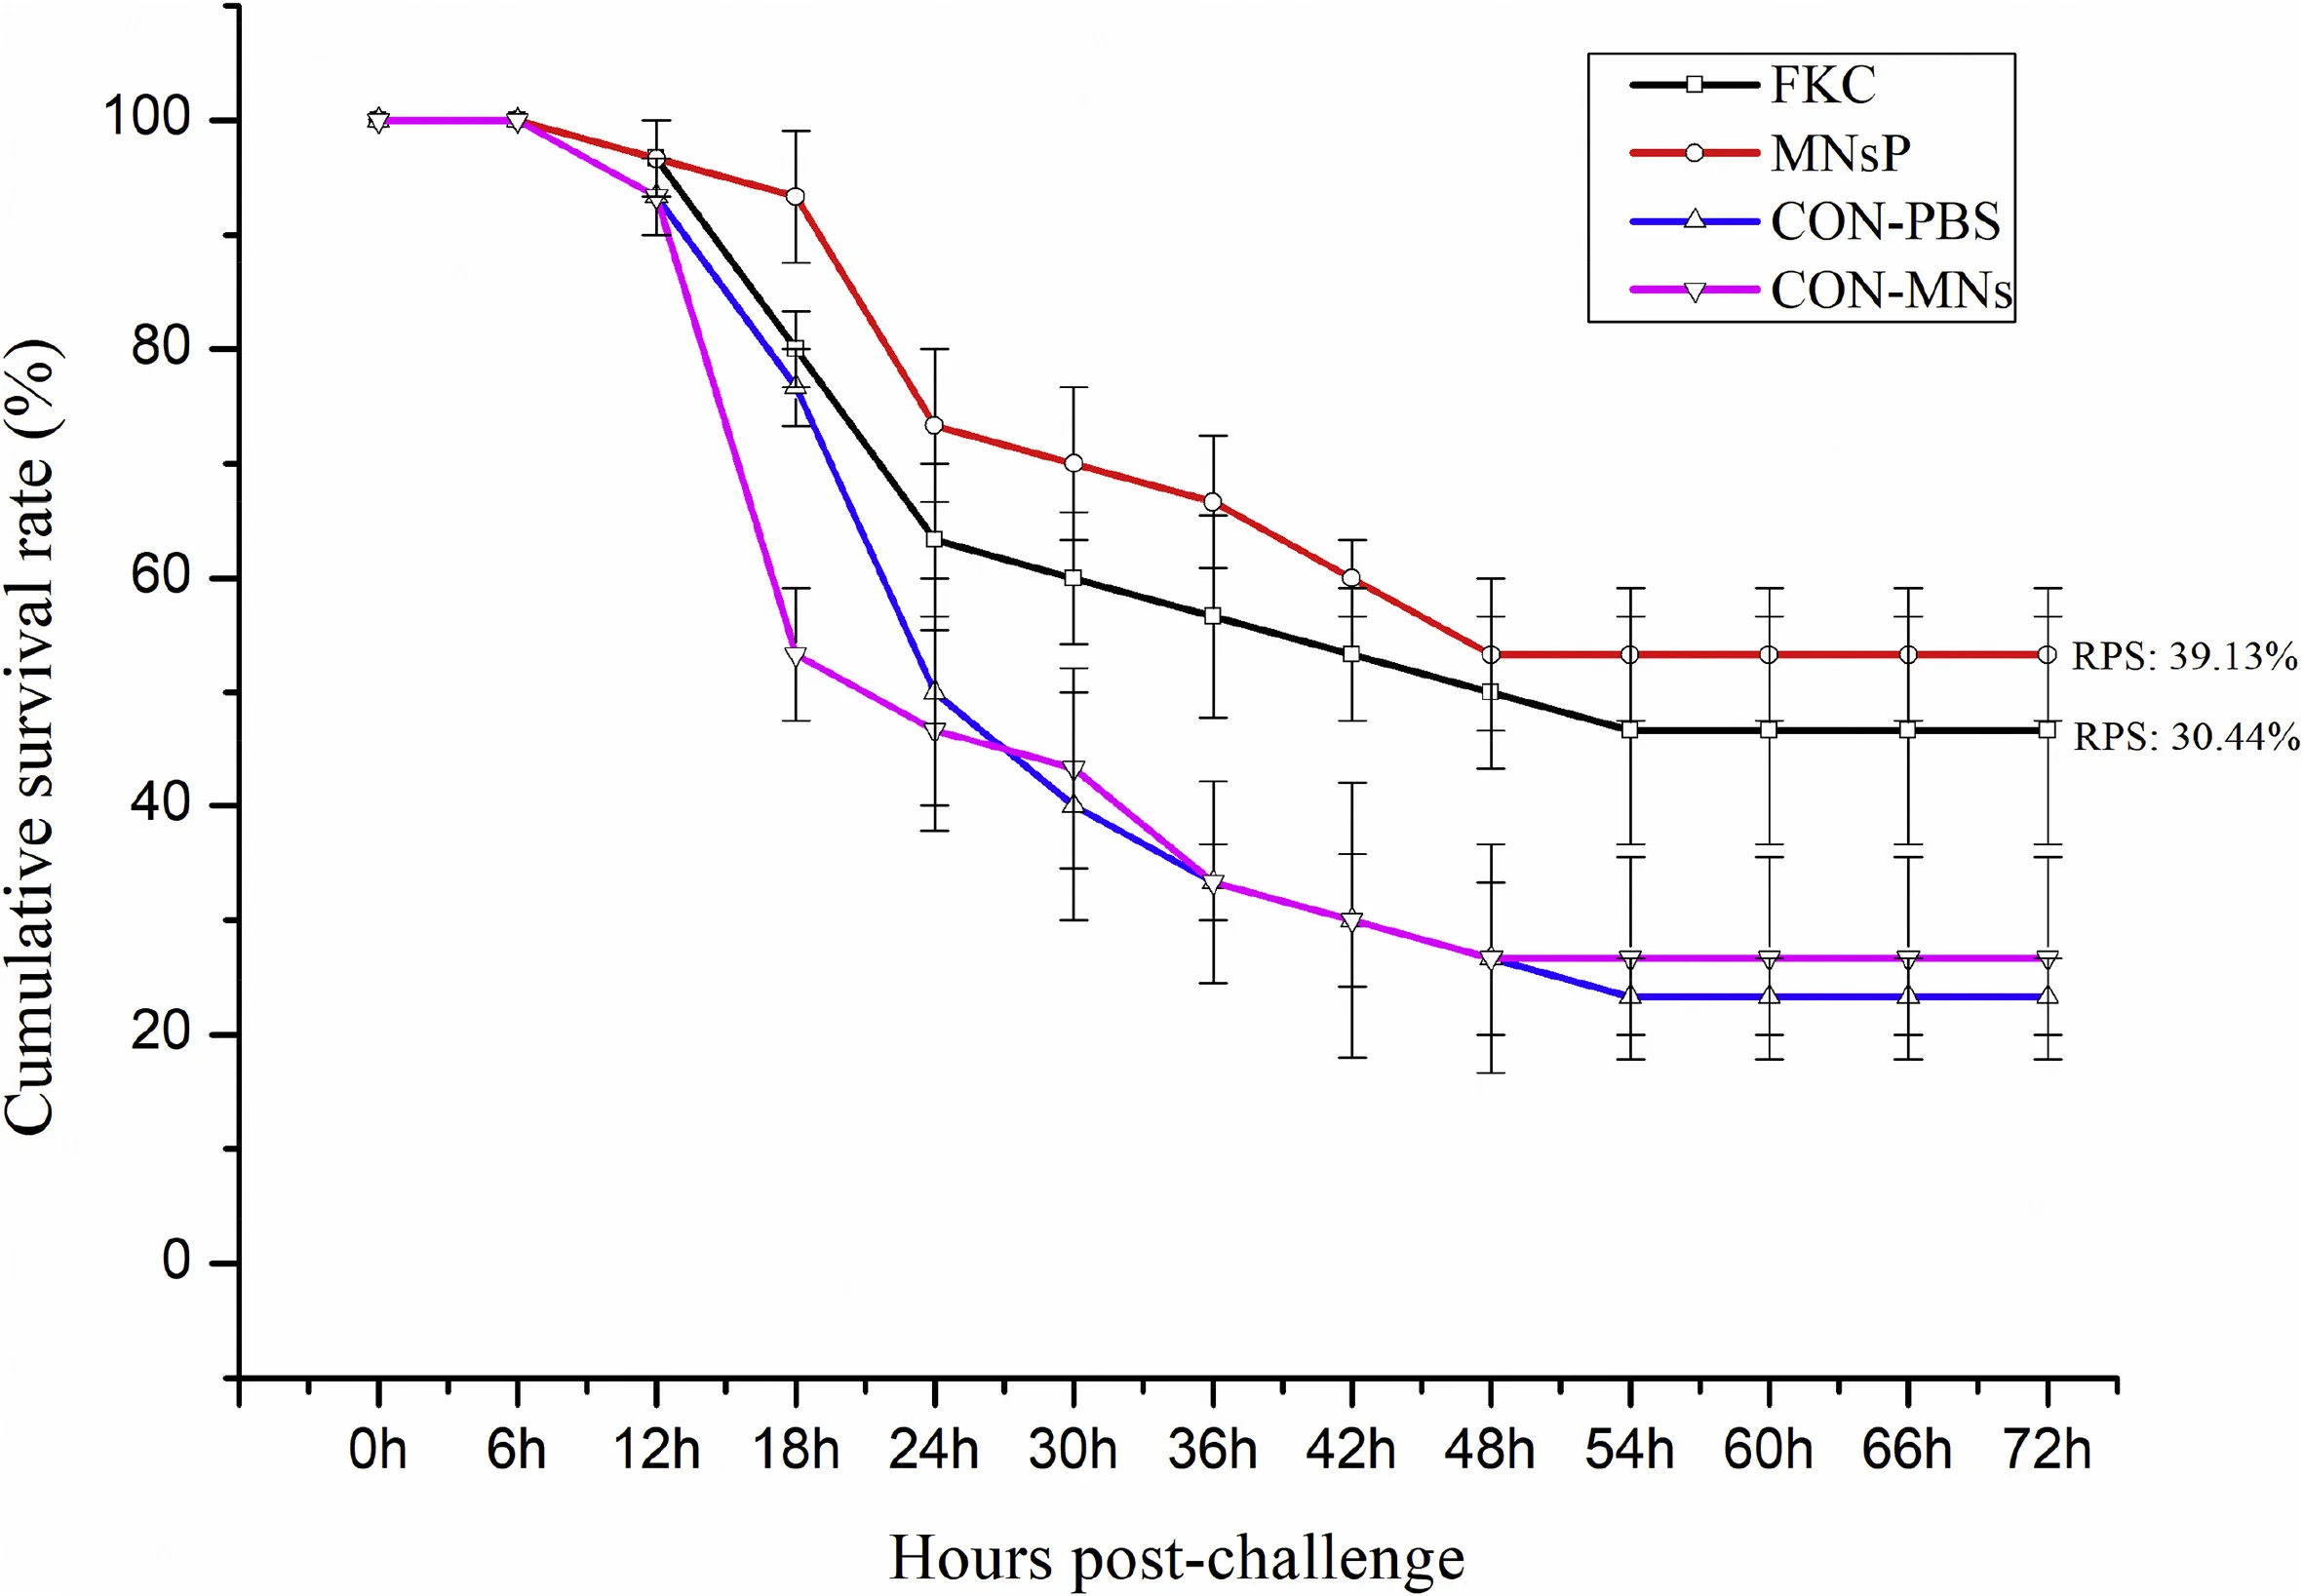 FKC
MNsP
CON-PBS
CON-MNs
Cumulative survival rate (%)
100
80
60
40
20
0
RPS: 39.13%
RPS: 30.44%
0h 6h 12h 18h 24h 30h 36h 42h 48h 54h 60h 66h 72h
Hours post-challenge